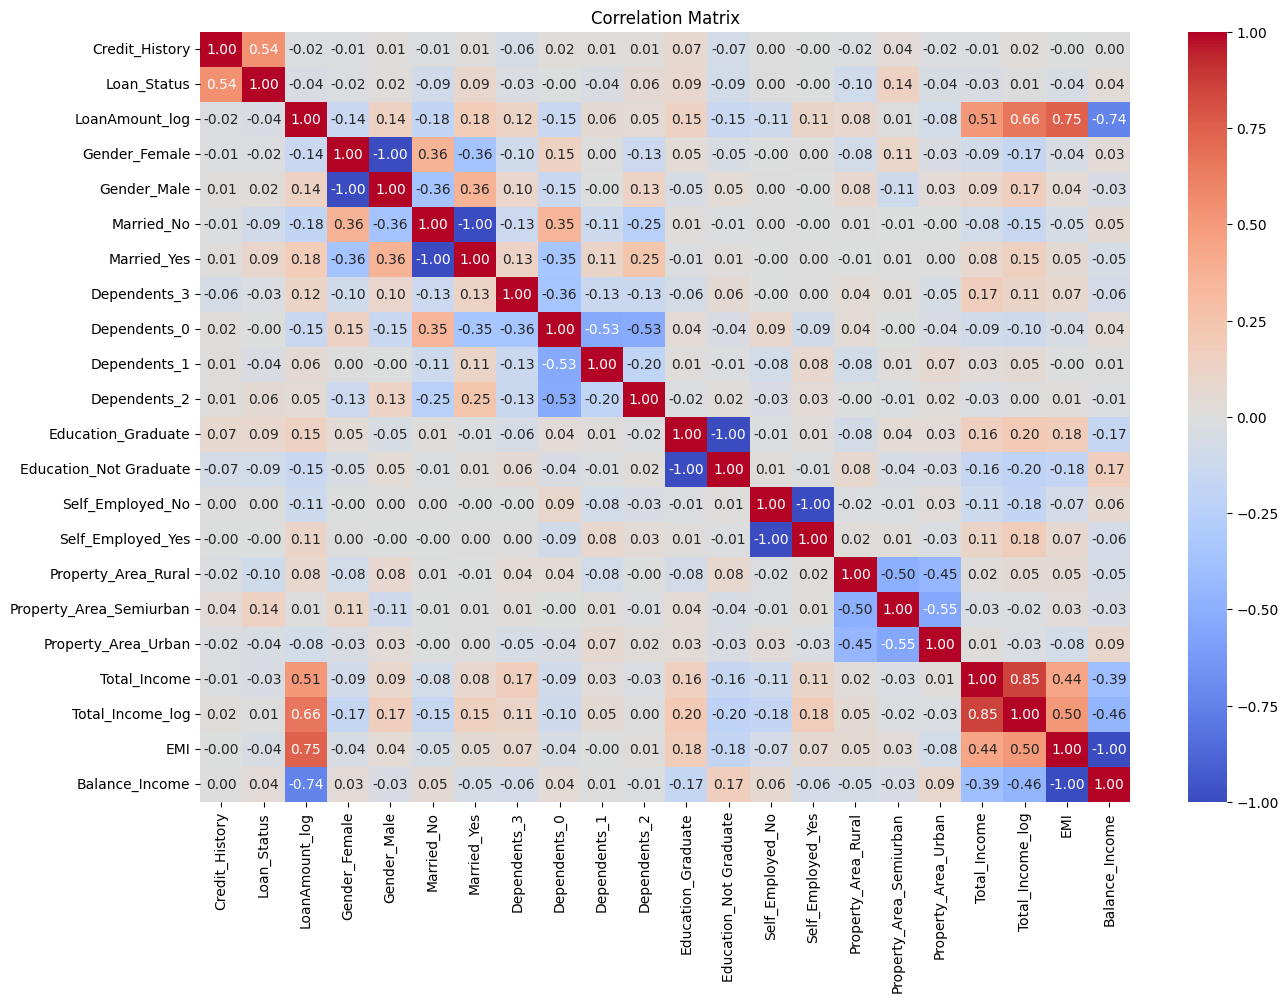 Correlation Matrix
Credit_History 1.00 0.54 -0.02 -0.01 0.01 -0.01 0.01 -0.06 0.02 0.01 0.01 0.07 -0.07 0.00 -0.00 -0.02 0.04 -0.02 -0.01 0.02 -0.00 0.00
Loan_Status 0.54 1.00 -0.04 -0.02 0.02 -0.09 0.09 -0.03 -0.00 -0.04 0.06 0.09 -0.09 0.00 -0.00 -0.10 0.14 -0.04 -0.03 0.01 -0.04 0.04
LoanAmount_log -0.02 -0.04 1.00 -0.14 0.14 -0.18 0.18 0.12 -0.15 0.06 0.05 0.15 -0.15 -0.11 0.11 0.08 0.01 -0.08 0.51 0.66 0.75 -0.74
Gender_Female -0.01 -0.02 -0.14 1.00 -1.00 0.36 -0.36 -0.10 0.15 0.00 -0.13 0.05 -0.05 -0.00 0.00 -0.08 0.11 -0.03 -0.09 -0.17 -0.04 0.03
Gender_Male 0.01 0.02 0.14 -1.00 1.00 -0.36 0.36 0.10 -0.15 -0.00 0.13 -0.05 0.05 0.00 -0.00 0.08 -0.11 0.03 0.09 0.17 0.04 -0.03
Married_No -0.01 -0.09 -0.18 0.36 -0.36 1.00 -1.00 -0.13 0.35 -0.11 -0.25 0.01 -0.01 0.00 -0.00 0.01 -0.01 -0.00 -0.08 -0.15 -0.05 0.05
Married_Yes 0.01 0.09 0.18 -0.36 0.36 -1.00 1.00 0.13 -0.35 0.11 0.25 -0.01 0.01 -0.00 0.00 -0.01 0.01 0.00 0.08 0.15 0.05 -0.05
Dependents_3 -0.06 -0.03 0.12 -0.10 0.10 -0.13 0.13 1.00 -0.36 -0.13 -0.13 -0.06 0.06 -0.00 0.00 0.04 0.01 -0.05 0.17 0.11 0.07 -0.06
Dependents_0 0.02 -0.00 -0.15 0.15 -0.15 0.35 -0.35 -0.36 1.00 -0.53 -0.53 0.04 -0.04 0.09 -0.09 0.04 -0.00 -0.04 -0.09 -0.10 -0.04 0.04
Dependents_1 0.01 -0.04 0.06 0.00 -0.00 -0.11 0.11 -0.13 -0.53 1.00 -0.20 0.01 -0.01 -0.08 0.08 -0.08 0.01 0.07 0.03 0.05 -0.00 0.01
Dependents_2 0.01 0.06 0.05 -0.13 0.13 -0.25 0.25 -0.13 -0.53 -0.20 1.00 -0.02 0.02 -0.03 0.03 -0.00 -0.01 0.02 -0.03 0.00 0.01 -0.01
Education_Graduate 0.07 0.09 0.15 0.05 -0.05 0.01 -0.01 -0.06 0.04 0.01 -0.02 1.00 -1.00 -0.01 0.01 -0.08 0.04 0.03 0.16 0.20 0.18 -0.17
Education_Not Graduate -0.07 -0.09 -0.15 -0.05 0.05 -0.01 0.01 0.06 -0.04 -0.01 0.02 -1.00 1.00 0.01 -0.01 0.08 -0.04 -0.03 -0.16 -0.20 -0.18 0.17
Self_Employed_No 0.00 0.00 -0.11 -0.00 0.00 0.00 -0.00 -0.00 0.09 -0.08 -0.03 -0.01 0.01 1.00 -1.00 -0.02 -0.01 0.03 -0.11 -0.18 -0.07 0.06
Self_Employed_Yes -0.00 -0.00 0.11 0.00 -0.00 -0.00 0.00 0.00 -0.09 0.08 0.03 0.01 -0.01 -1.00 1.00 0.02 0.01 -0.03 0.11 0.18 0.07 -0.06
Property_Area_Rural -0.02 -0.10 0.08 -0.08 0.08 0.01 -0.01 0.04 0.04 -0.08 -0.00 -0.08 0.08 -0.02 0.02 1.00 -0.50 -0.45 0.02 0.05 0.05 -0.05
Property_Area_Semiurban 0.04 0.14 0.01 0.11 -0.11 -0.01 0.01 0.01 -0.00 0.01 -0.01 0.04 -0.04 -0.01 0.01 -0.50 1.00 -0.55 -0.03 -0.02 0.03 -0.03
Property_Area_Urban -0.02 -0.04 -0.08 -0.03 0.03 -0.00 0.00 -0.05 -0.04 0.07 0.02 0.03 -0.03 0.03 -0.03 -0.45 -0.55 1.00 0.01 -0.03 -0.08 0.09
Total_Income -0.01 -0.03 0.51 -0.09 0.09 -0.08 0.08 0.17 -0.09 0.03 -0.03 0.16 -0.16 -0.11 0.11 0.02 -0.03 0.01 1.00 0.85 0.44 -0.39
Total_Income_log 0.02 0.01 0.66 -0.17 0.17 -0.15 0.15 0.11 -0.10 0.05 0.00 0.20 -0.20 -0.18 0.18 0.05 -0.02 -0.03 0.85 1.00 0.50 -0.46
EMI -0.00 -0.04 0.75 -0.04 0.04 -0.05 0.05 0.07 -0.04 -0.00 0.01 0.18 -0.18 -0.07 0.07 0.05 0.03 -0.08 0.44 0.50 1.00 -1.00
Balance_Income 0.00 0.04 -0.74 0.03 -0.03 0.05 -0.05 -0.06 0.04 0.01 -0.01 -0.17 0.17 0.06 -0.06 -0.05 -0.03 0.09 -0.39 -0.46 -1.00 1.00
Credit_History
Loan_Status
LoanAmount_log
Gender_Female
Gender_Male
Married_No
Married_Yes
Dependents_3
Dependents_0
Dependents_1
Dependents_2
Education_Graduate
Education_Not Graduate
Self_Employed_No
Self_Employed_Yes
Property_Area_Rural
Property_Area_Semiurban
Property_Area_Urban
Total_Income
Total_Income_log
EMI
Balance_Income
1.00
0.75
0.50
0.25
0.00
−0.25
−0.50
−0.75
−1.00